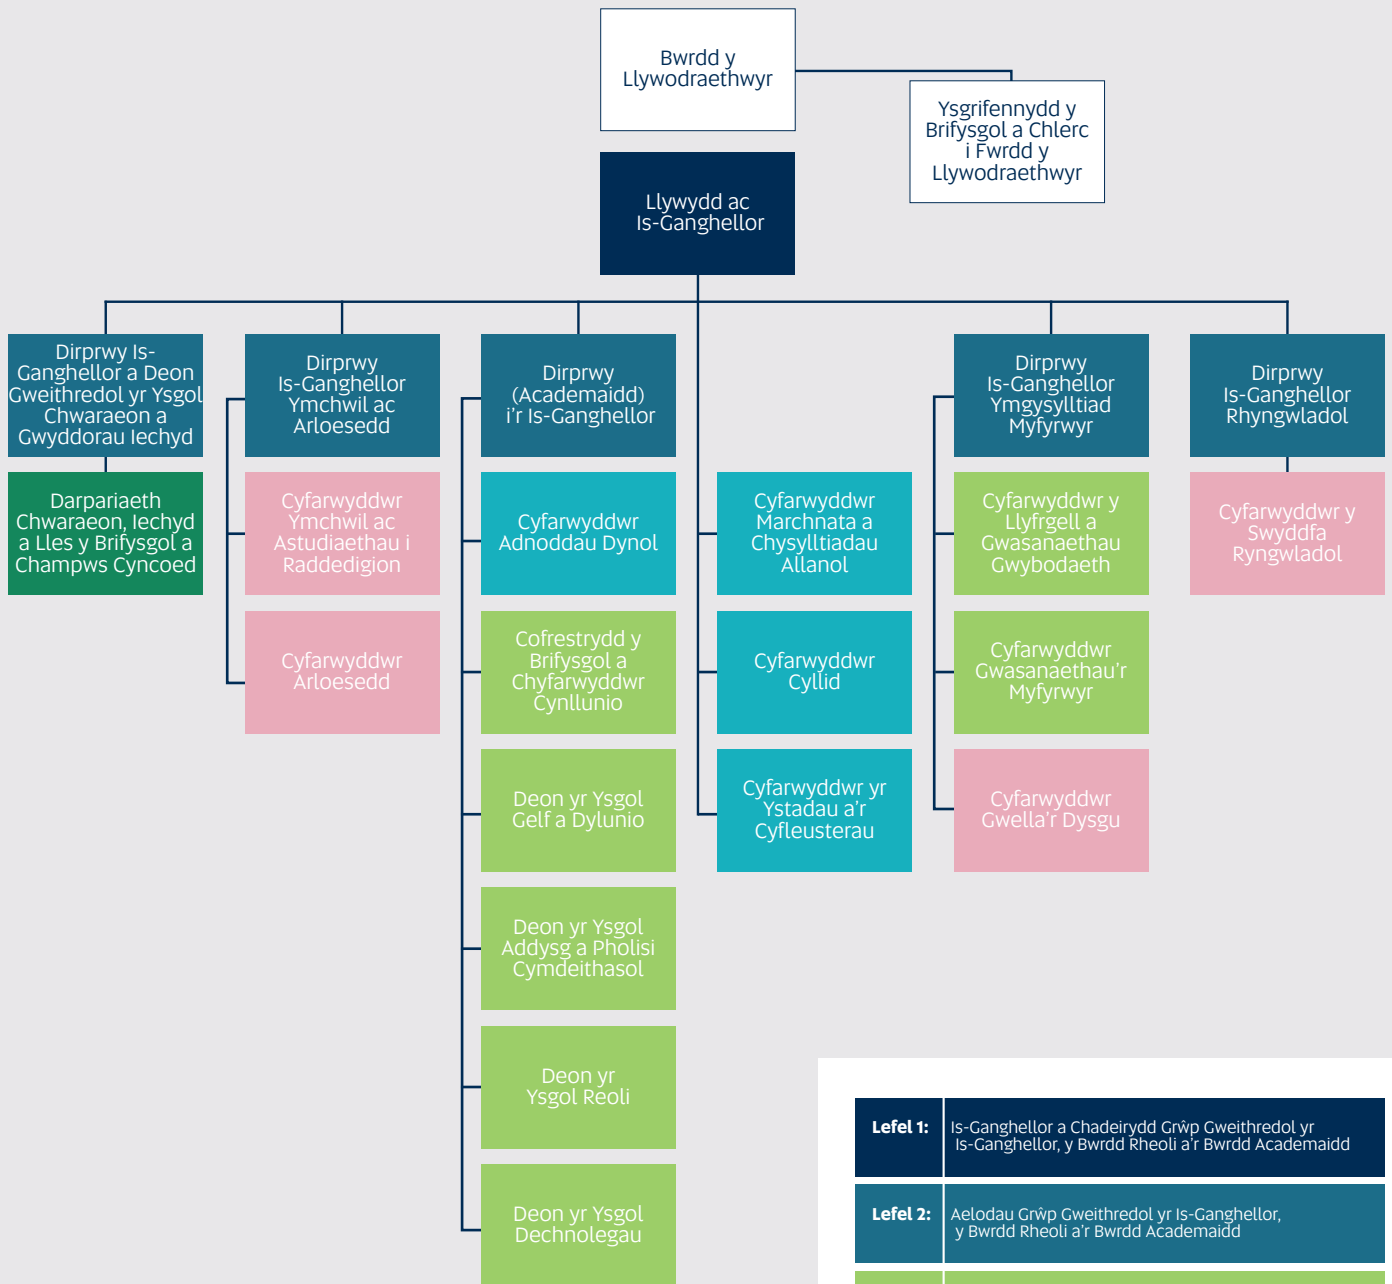 Bwrdd y
Llywodraethwyr
Ysgrifennydd y
Brifysgol a Chlerc
i Fwrdd y
Llywodraethwyr
Llywydd ac
Is-Ganghellor
Dirprwy Is-
Ganghellor a Deon
Gweithredol yr Ysgol
Chwaraeon a
Gwyddorau Iechyd
Darpariaeth
Chwaraeon, Iechyd
a Lles y Brifysgol a
Champws Cyncoed
Dirprwy
Is-Ganghellor
Ymchwil ac
Arloesedd
Cyfarwyddwr
Ymchwil ac
Astudiaethau i
Raddedigion
Cyfarwyddwr
Arloesedd
Dirprwy
(Academaidd)
i'r Is-Ganghellor
Cyfarwyddwr
Adnoddau Dynol
Cofrestrydd y
Brifysgol a
Chyfarwyddwr
Cynllunio
Deon yr Ysgol
Gelf a Dylunio
Deon yr Ysgol
Addysg a Pholisi
Cymdeithasol
Deon yr
Ysgol Reoli
Deon yr Ysgol
Dechnolegau
Cyfarwyddwr
Marchnata a
Chysylltiadau
Allanol
Cyfarwyddwr
Cyllid
Cyfarwyddwr yr
Ystadau a'r
Cyfleusterau
Dirprwy
Is-Ganghellor
Ymgysylltiad
Myfyrwyr
Cyfarwyddwr y
Llyfrgell a
Gwasanaethau
Gwybodaeth
Cyfarwyddwr
Gwasanaethau'r
Myfyrwyr
Cyfarwyddwr
Gwella'r Dysgu
Dirprwy
Is-Ganghellor
Rhyngwladol
Cyfarwyddwr y
Swyddfa
Ryngwladol
Lefel 1: Is-Ganghellor a Chadeirydd Grŵp Gweithredol yr
Is-Ganghellor, y Bwrdd Rheoli a'r Bwrdd Academaidd
Lefel 2: Aelodau Grŵp Gweithredol yr Is-Ganghellor,
y Bwrdd Rheoli a'r Bwrdd Academaidd